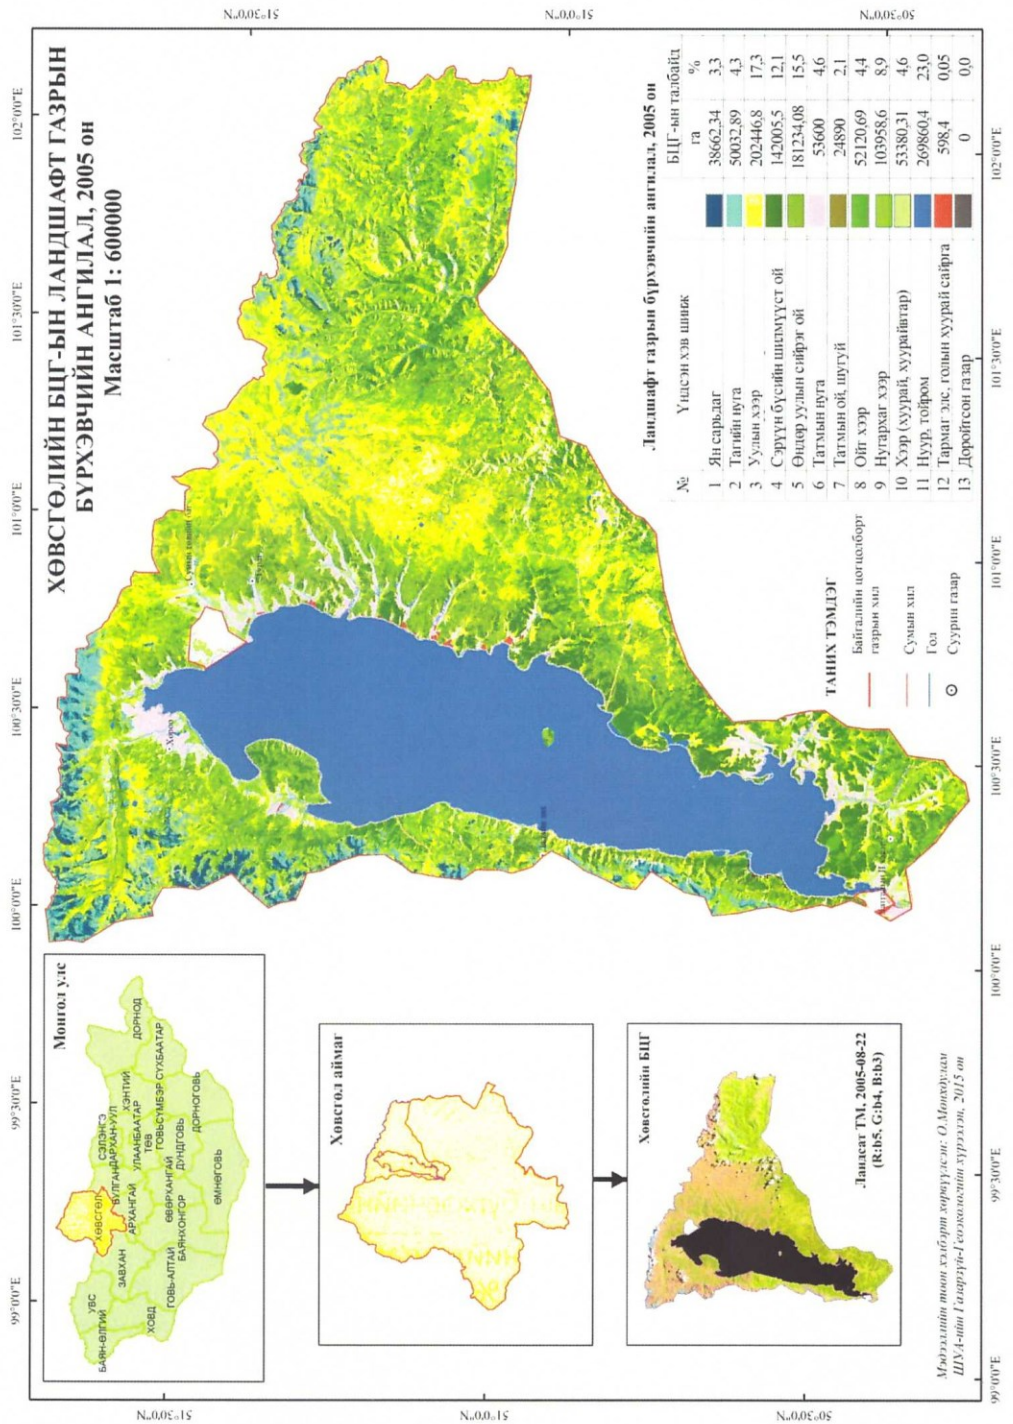 ХӨВСГӨЛИЙН БЦГ-ЫН ЛАНДШАФТ ГАЗРЫН
БҮРХЭВЧИЙН АНГИЛАЛ, 2005 он
Масштаб 1: 600000
99°0'0"E
99°30'0"E
100°0'0"E
100°30'0"E
101°0'0"E
101°30'0"E
102°0'0"E
51°30'0"N
51°0'0"N
50°30'0"N
Монгол улс
БАЯН-ӨЛГИЙ
УВС
ХОВД
ЗАВХАН
ГОВЬ-АЛТАЙ
ХӨВСГӨЛ
АРХАНГАЙ
БАЯНХОНГОР
ӨВӨРХАНГАЙ
БУЛГАН
ДАРХАН-УУЛ
СЭЛЭНГЭ
УЛААНБААТАР
ТӨВ
ДУНДГОВЬ
ӨМНӨГОВЬ
ГОВЬ-СҮМБЭР
ДОРНОГОВЬ
ХЭНТИЙ
СҮХБААТАР
ДОРНОД
Ховсгол аймаг
Ховсголийн БЦГ
Ландсат ТМ, 2005-08-22
(R:b5, G:b4, B:b3)
ТАНИХ ТЭМДЭГ
Байгалийн цогцолборт
газрын хил
Сумын хил
Гол
Суурин газар
Ландшафт газрын бүрхэвчийн ангилал, 2005 он
№ Үндсэн хэв шинж БЦГ-ын талбайд
га %
1 Ян сарьдаг 38662,34 3,3
2 Тагийн нуга 50032,89 4,3
3 Уулын хээр 202446,8 17,3
4 Сэрүүн бүсийн шилмүүст ой 142005,5 12,1
5 Өндөр уулын сийрэг ой 181234,08 15,5
6 Татмын нуга 53600 4,6
7 Татмын ой, шугуй 24890 2,1
8 Ойт хээр 52120,69 4,4
9 Нугархаг хээр 103958,6 8,9
10 Хээр (хуурай, хуурайвтар) 53380,31 4,6
11 Нуур, тойром 269860,4 23,0
12 Тармаг элс, голын хуурай сайрга 598,4 0,05
13 Доройтсон газар 0 0,0
Мэдээллийн тоон хэлбэрт хөрвүүлсэн: О.Мөнхдулам
ШУА-ийн Газарзүй-Геоэкологийн хүрээлэн, 2015 он